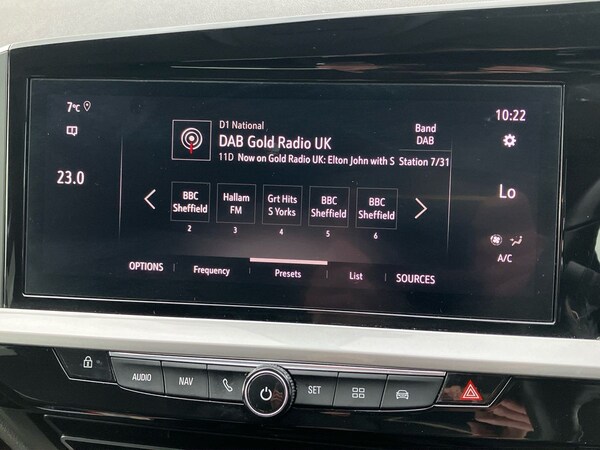 7°C
10:22
D1 National
DAB Gold Radio UK
11D Now on Gold Radio UK: Elton John with S
Band
DAB
Station 7/31
23.0
Lo
BBC
Sheffield
2
Hallam
FM
3
Grt Hits
S Yorks
4
BBC
Sheffield
5
BBC
Sheffield
6
A/C
OPTIONS
Frequency
Presets
List
SOURCES
AUDIO
NAV
SET